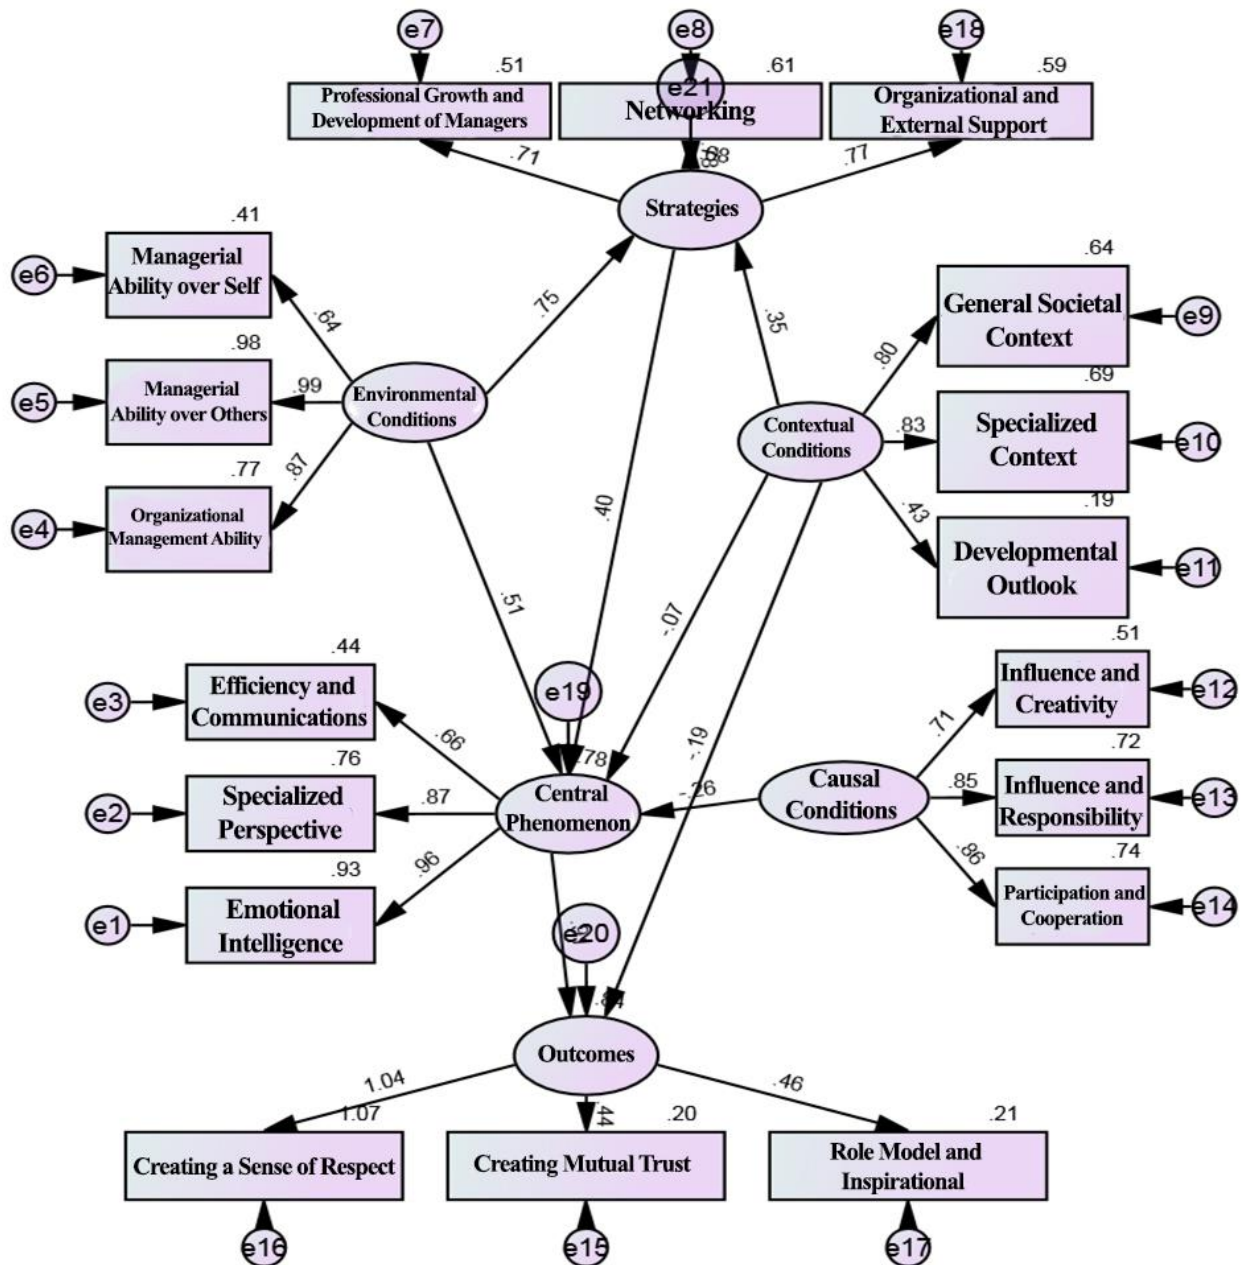 e7
e8
e18
.51
.61
.59
Professional Growth and
Development of Managers
e21
Networking
Organizational and
External Support
.71
.68
.77
Strategies
.41
Managerial
Ability over Self
e6
.64
.75
.35
.64
General Societal
Context
e9
.80
.98
Managerial
Ability over Others
e5
.99
Environmental
Conditions
.69
Specialized
Context
e10
.83
Contextual
Conditions
.77
Organizational
Management Ability
e4
.87
.40
.43
.19
Developmental
Outlook
e11
.51
-.07
.44
Efficiency and
Communications
e3
.66
e19
.78
-.19
.51
Influence and
Creativity
e12
.71
.76
Specialized
Perspective
e2
.87
Central
Phenomenon
-.26
Causal
Conditions
.85
.72
Influence and
Responsibility
e13
.93
Emotional
Intelligence
e1
.96
.86
.74
Participation and
Cooperation
e14
e20
.84
Outcomes
1.04
.44
.46
1.07
.20
.21
Creating a Sense of Respect
Creating Mutual Trust
Role Model and
Inspirational
e16
e15
e17